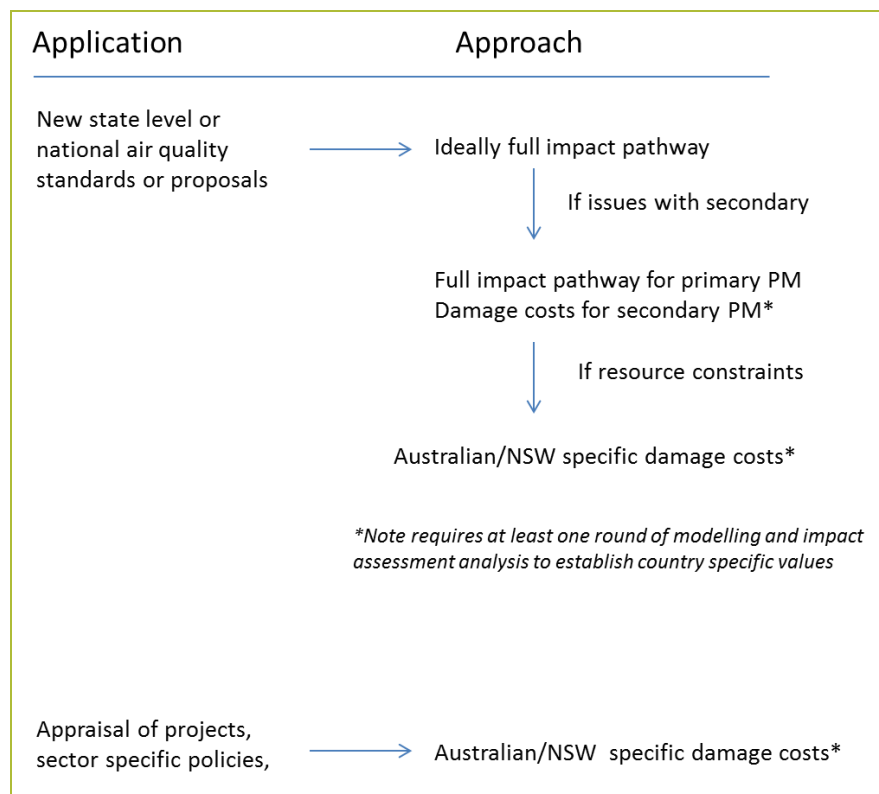 Application
Approach
New state level or
national air quality
standards or proposals
Ideally full impact pathway
If issues with secondary
Full impact pathway for primary PM
Damage costs for secondary PM*
If resource constraints
Australian/NSW specific damage costs*
*Note requires at least one round of modelling and impact
assessment analysis to establish country specific values
Appraisal of projects,
sector specific policies,
Australian/NSW  specific damage costs*